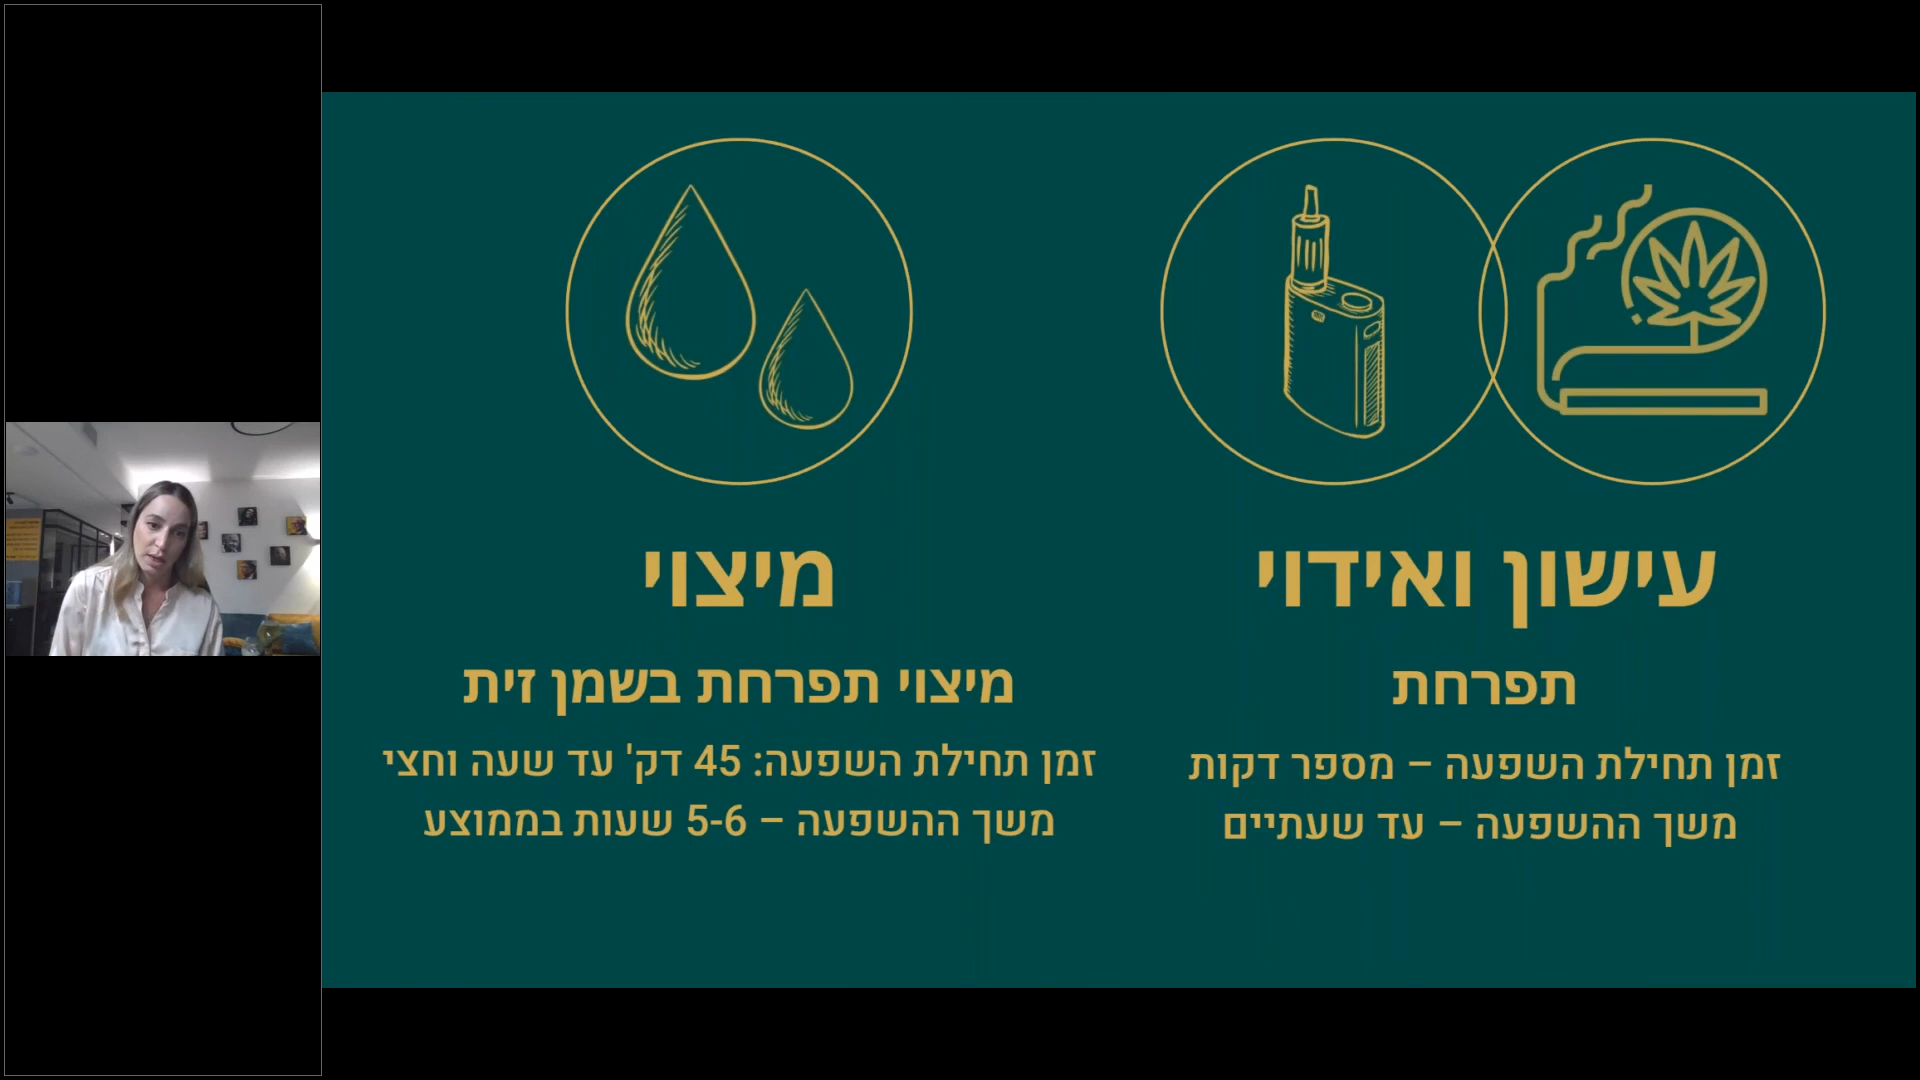 עישון ואידוי
תפרחת
זמן תחילת השפעה – מספר דקות
משך ההשפעה – עד שעתיים
מיצוי
מיצוי תפרחת בשמן זית
זמן תחילת השפעה: 45 דק' עד שעה וחצי
משך ההשפעה – 5-6 שעות בממוצע